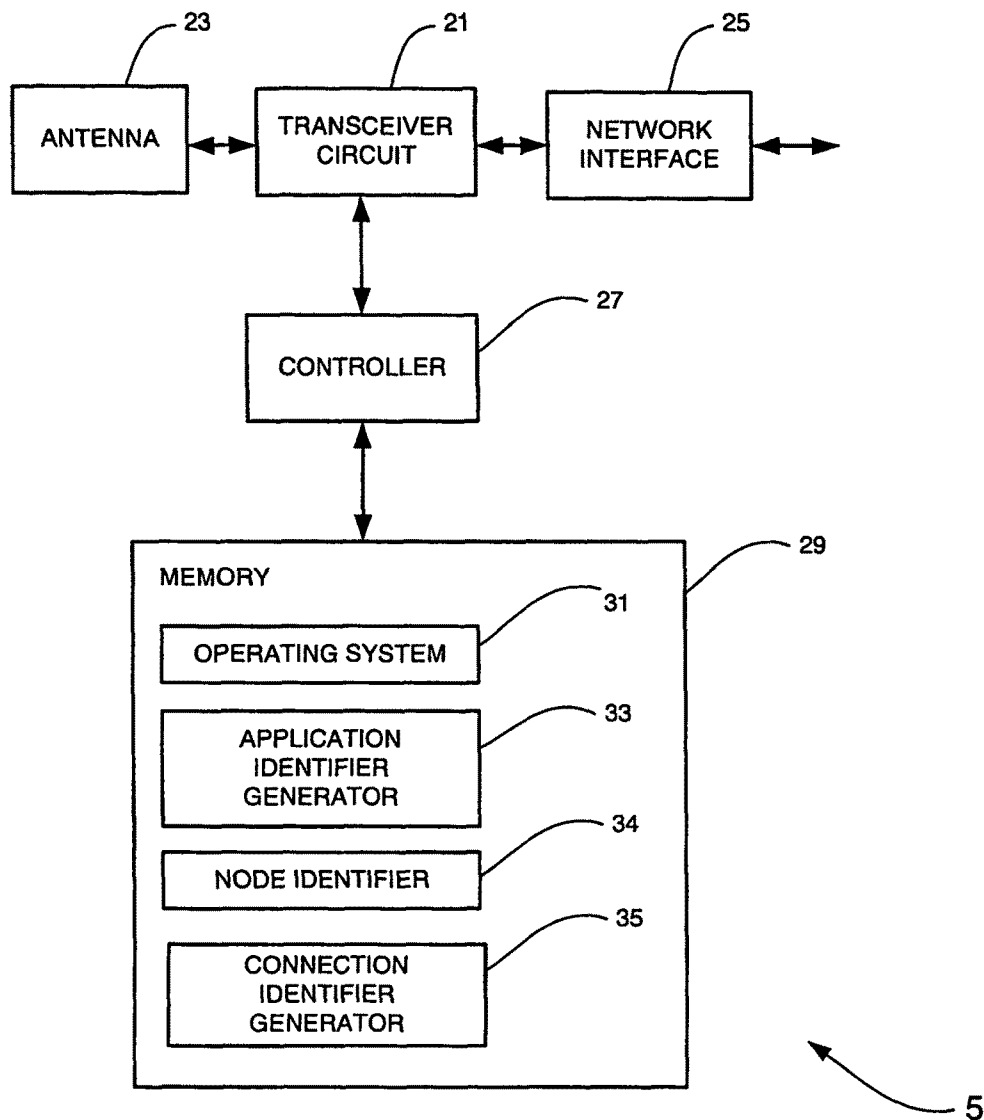 23
21
25
ANTENNA
TRANSCEIVER
CIRCUIT
NETWORK
INTERFACE
27
CONTROLLER
29
MEMORY
31
OPERATING SYSTEM
33
APPLICATION
IDENTIFIER
GENERATOR
34
NODE IDENTIFIER
35
CONNECTION
IDENTIFIER
GENERATOR
5